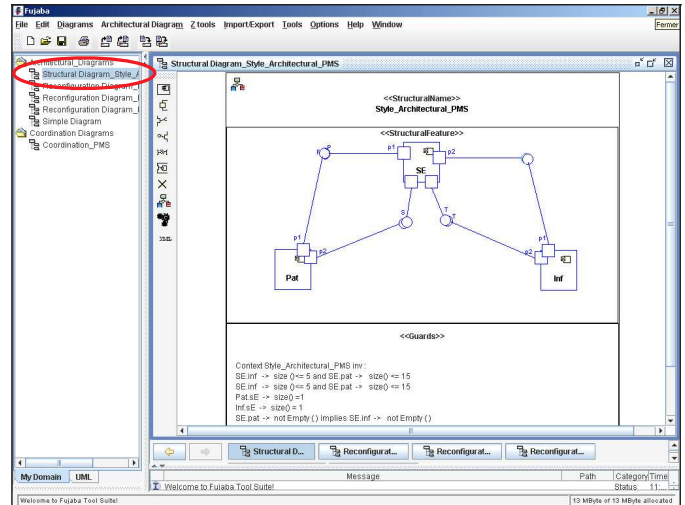 Fujaba
File Edit Diagrams Architectural Diagram Z tools Import/Export Tools Options Help Window
Fermer
Architectural_Diagrams
Structural Diagram_Style_A
Reconfiguration Diagram_I
Reconfiguration Diagram_I
Reconfiguration Diagram_I
Simple Diagram
Coordination Diagrams
Coordination_PMS
Structural Diagram_Style_Architectural_PMS
<<StructuralName>>
Style_Architectural_PMS
<<StructuralFeature>>
P P p1 p2
SE
S T T
p1 p2 p2 p1
Pat Inf
<<Guards>>
Context Style_Architectural_PMS inv :
SE.inf -> size ()<= 5 and SE.pat -> size() <= 15
SE.inf -> size ()<= 5 and SE.pat -> size() <= 15
Pat.sE -> size() =1
Inf.sE -> size() = 1
SE.pat -> not Empty () implies SE.inf -> not Empty ()
Structural D... Reconfigurat... Reconfigurat... Reconfigurat...
My Domain UML
Message Path Category Time
Welcome to Fujaba Tool Suite! Status 11:...
Welcome to Fujaba Tool Suite! 13 MByte of 13 MByte allocated